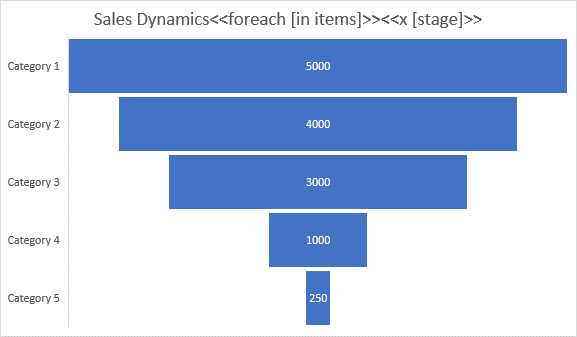 Sales Dynamics<<foreach [in items]>><<x [stage]>>
Category 1 5000
Category 2 4000
Category 3 3000
Category 4 1000
Category 5 250